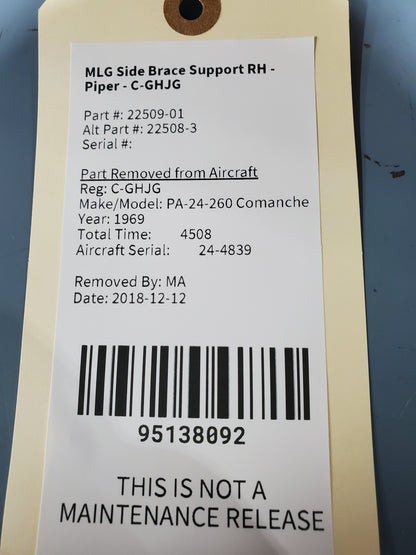 MLG Side Brace Support RH -
Piper - C-GHJG
Part #: 22509-01
Alt Part #: 22508-3
Serial #:
Part Removed from Aircraft
Reg: C-GHJG
Make/Model: PA-24-260 Comanche
Year: 1969
Total Time: 4508
Aircraft Serial: 24-4839
Removed By: MA
Date: 2018-12-12
95138092
THIS IS NOT A
MAINTENANCE RELEASE